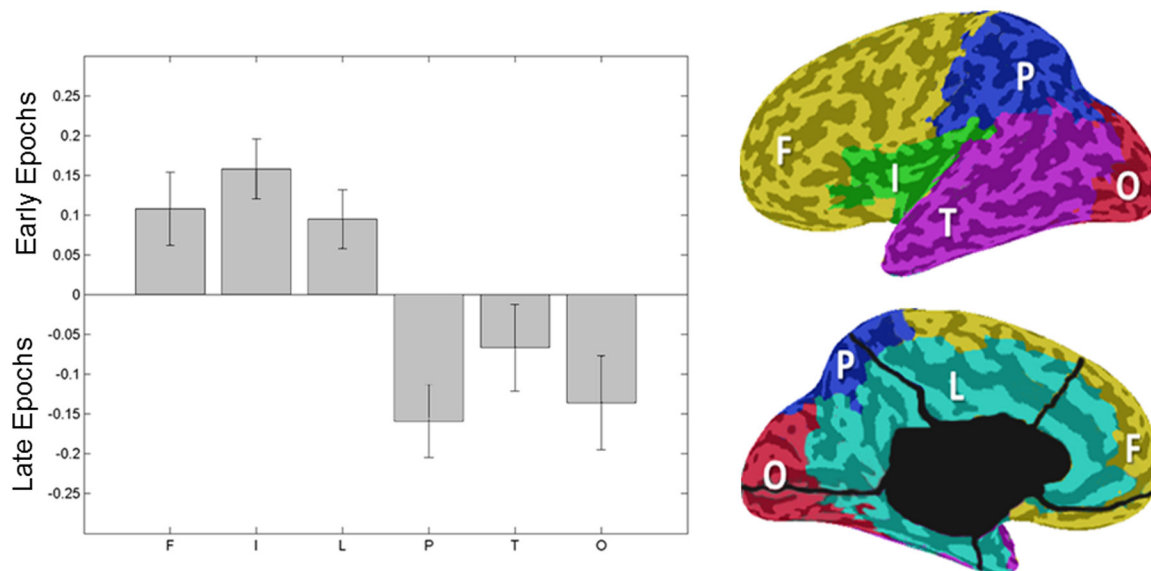 Early Epochs
Late Epochs
0.25
0.2
0.15
0.1
0.05
0
-0.05
-0.1
-0.15
-0.2
-0.25
F I L P T O
P
F
I
O
T
P
L
F
O